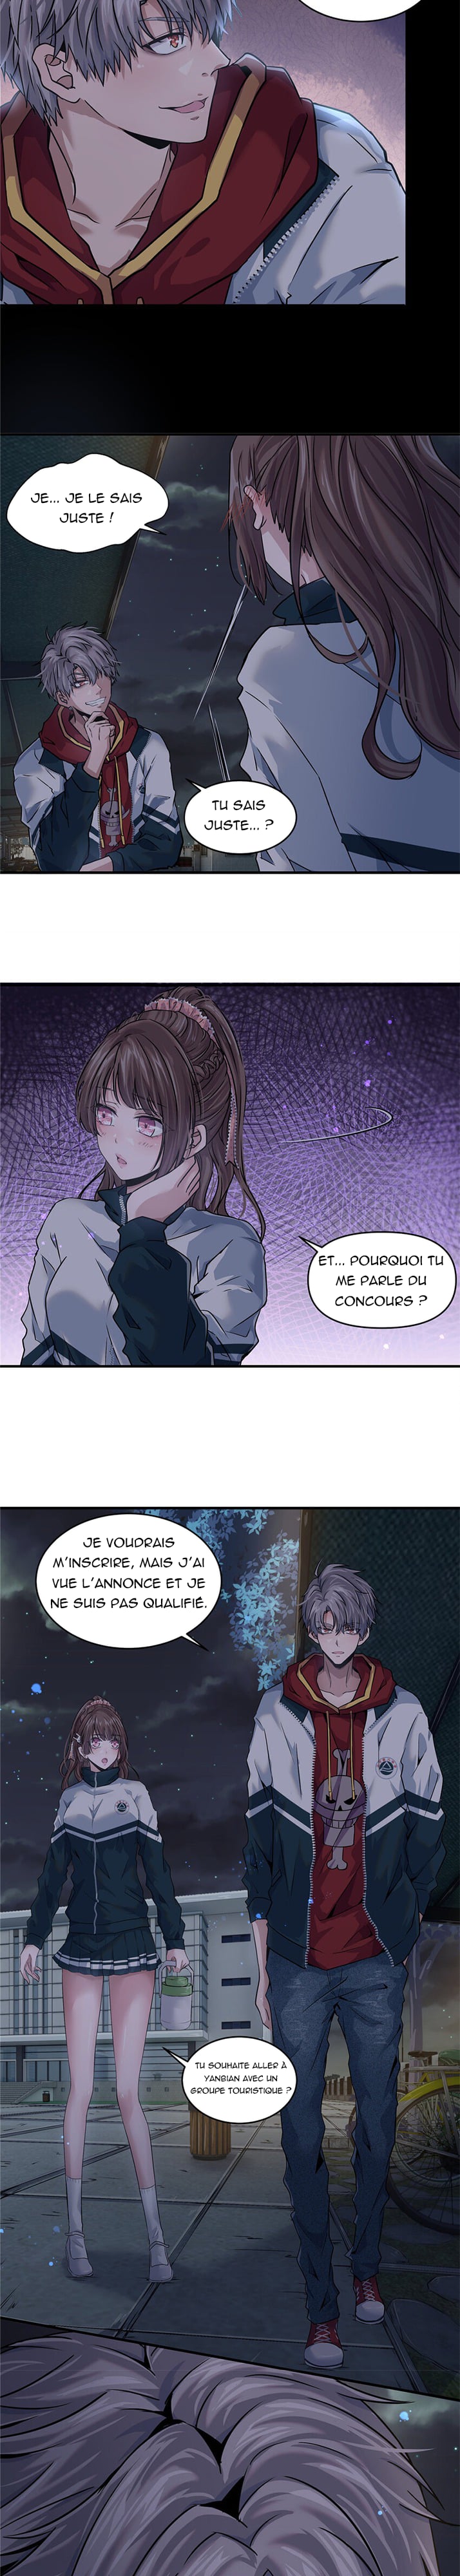 JE... JE LE SAIS
JUSTE !
TU SAIS
JUSTE... ?
ET... POURQUOI TU
ME PARLE DU
CONCOURS ?
JE VOUDRAIS
M'INSCRIRE, MAIS J'AI
VUE L'ANNONCE ET JE
NE SUIS PAS QUALIFIÉ.
TU SOUHAITE ALLER À
YANBIAN AVEC UN
GROUPE TOURISTIQUE ?